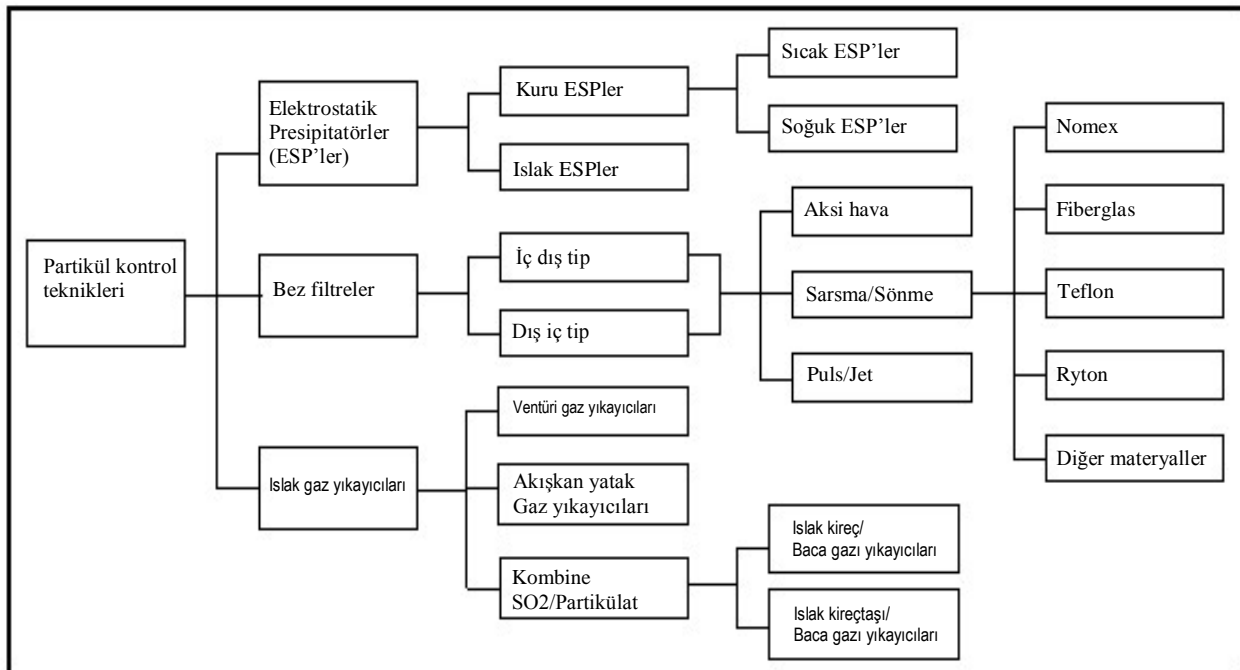 Partikül kontrol
teknikleri
Elektrostatik
Presipitatörler
(ESP’ler)
Kuru ESPler
Sıcak ESP’ler
Soğuk ESP’ler
Islak ESPler
Bez filtreler
İç dış tip
Dış iç tip
Aksi hava
Sarsma/Sönme
Puls/Jet
Nomex
Fiberglas
Teflon
Ryton
Diğer materyaller
Islak gaz yıkayıcıları
Ventüri gaz yıkayıcıları
Akışkan yatak
Gaz yıkayıcıları
Kombine
SO2/Partikülat
Islak kireç/
Baca gazı yıkayıcıları
Islak kireçtaşı/
Baca gazı yıkayıcıları